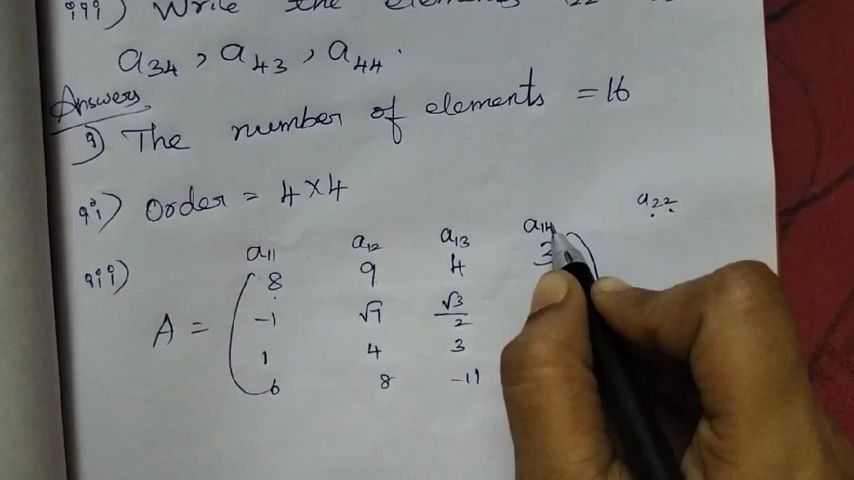 iii) Write the elements 22
a34 , a43 , a44 .
Answers
i) The number of elements = 16
ii) Order = 4×4
a22
iii) a11 a12 a13 a14
8 9 4 3
A = -1 √7 √3/2
1 4 3
6 8 -11